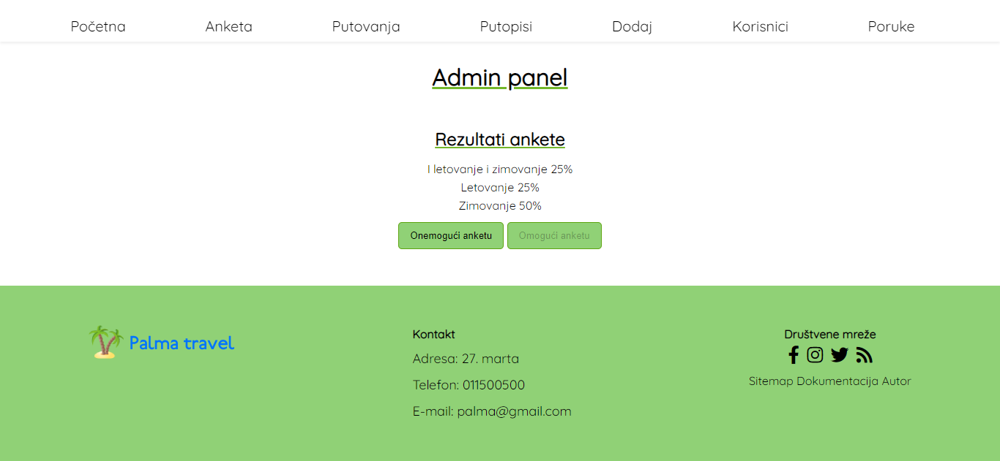 Početna Anketa Putovanja Putopisi Dodaj Korisnici Poruke
Admin panel
Rezultati ankete
I letovanje i zimovanje 25%
Letovanje 25%
Zimovanje 50%
Onemogući anketu Omogući anketu
Palma travel
Kontakt
Adresa: 27. marta
Telefon: 011500500
E-mail: palma@gmail.com
Društvene mreže
Sitemap Dokumentacija Autor